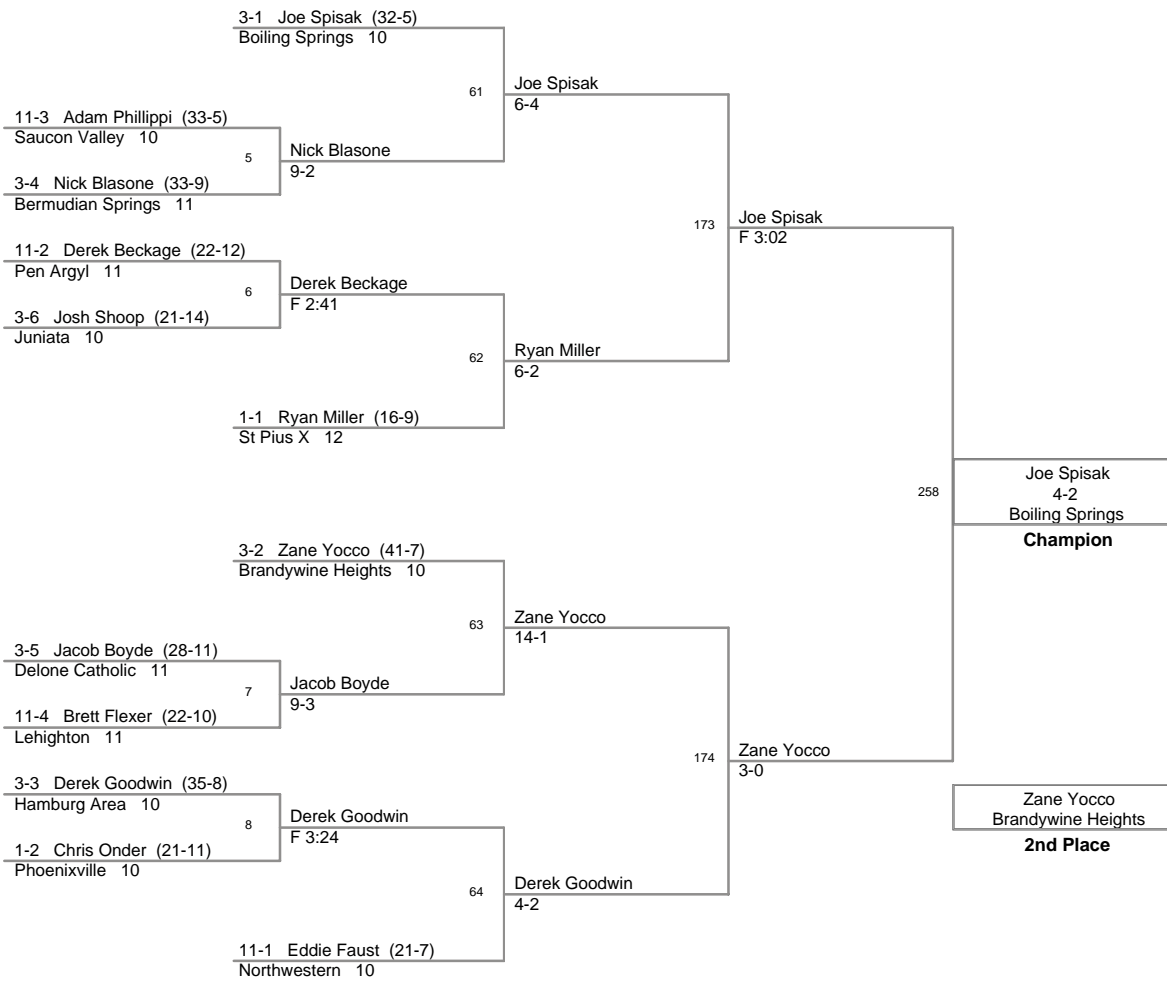 3-1 Joe Spisak (32-5)
Boiling Springs 10
61
Joe Spisak
6-4
11-3 Adam Phillippi (33-5)
Saucon Valley 10
5
Nick Blasone
9-2
3-4 Nick Blasone (33-9)
Bermudian Springs 11
173
Joe Spisak
F 3:02
11-2 Derek Beckage (22-12)
Pen Argyl 11
6
Derek Beckage
F 2:41
3-6 Josh Shoop (21-14)
Juniata 10
62
Ryan Miller
6-2
1-1 Ryan Miller (16-9)
St Pius X 12
258
Joe Spisak
4-2
Boiling Springs
Champion
3-2 Zane Yocco (41-7)
Brandywine Heights 10
63
Zane Yocco
14-1
3-5 Jacob Boyde (28-11)
Delone Catholic 11
7
Jacob Boyde
9-3
11-4 Brett Flexer (22-10)
Lehighton 11
174
Zane Yocco
3-0
3-3 Derek Goodwin (35-8)
Hamburg Area 10
8
Derek Goodwin
F 3:24
1-2 Chris Onder (21-11)
Phoenixville 10
Zane Yocco
Brandywine Heights
2nd Place
64
Derek Goodwin
4-2
11-1 Eddie Faust (21-7)
Northwestern 10